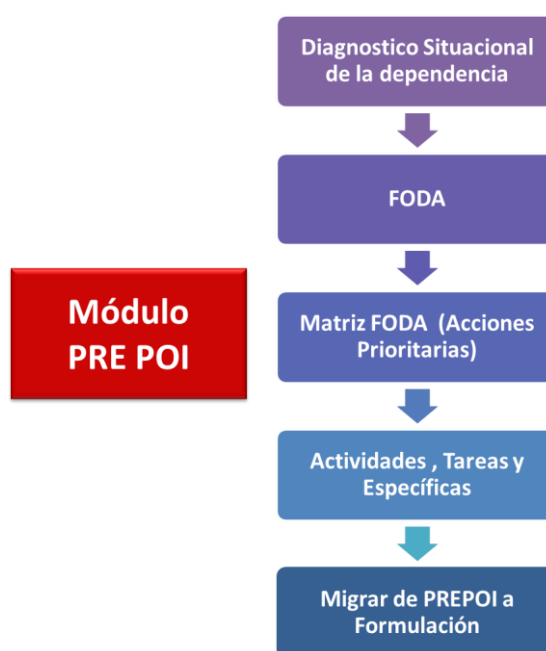 Diagnostico Situacional
de la dependencia
FODA
Módulo
PRE POI
Matriz FODA (Acciones
Prioritarias)
Actividades , Tareas y
Específicas
Migrar de PREPOI a
Formulación